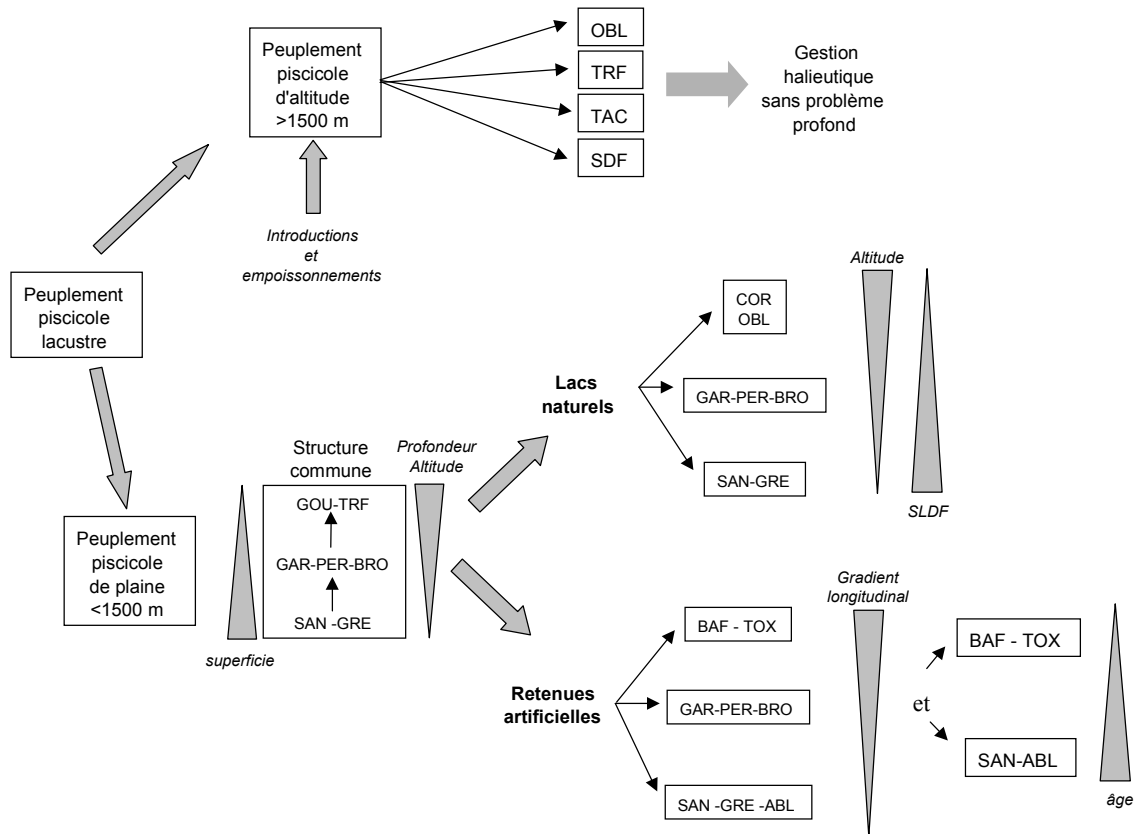 Peuplement
piscicole
d'altitude
>1500 m
OBL
TRF
TAC
SDF
Gestion
halieutique
sans problème
profond
Introductions
et
empoissonnements
Peuplement
piscicole
lacustre
Peuplement
piscicole
de plaine
<1500 m
superficie
Structure
commune
GOU-TRF
GAR-PER-BRO
SAN -GRE
Profondeur
Altitude
Lacs
naturels
COR
OBL
GAR-PER-BRO
SAN-GRE
Altitude
SLDF
Retenues
artificielles
BAF - TOX
GAR-PER-BRO
SAN -GRE -ABL
Gradient
longitudinal
BAF - TOX
et
SAN-ABL
âge